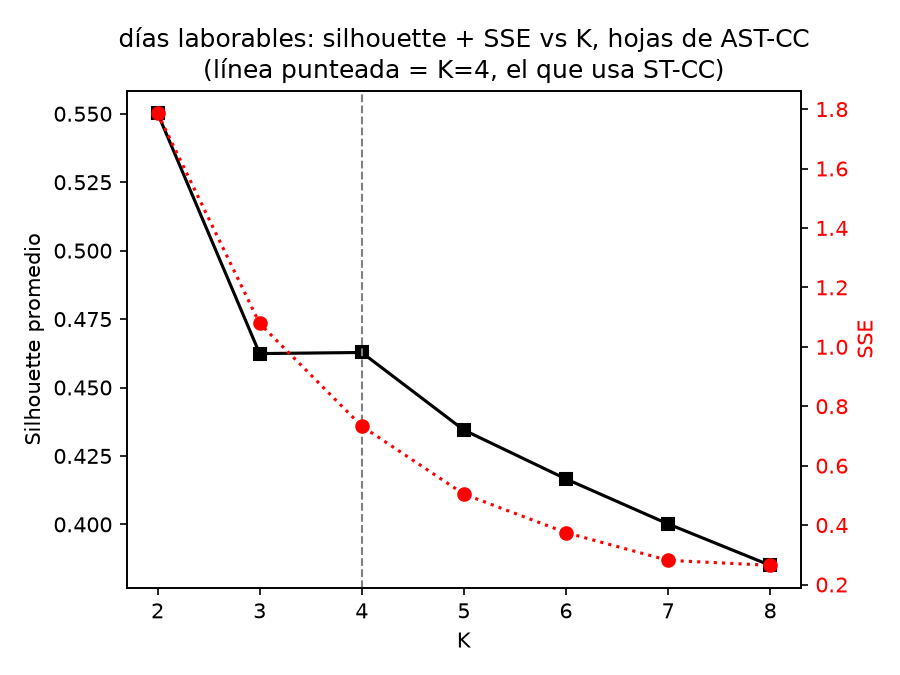 días laborables: silhouette + SSE vs K, hojas de AST-CC
(línea punteada = K=4, el que usa ST-CC)
Silhouette promedio
0.550
0.525
0.500
0.475
0.450
0.425
0.400
1.8
1.6
1.4
1.2
1.0
0.8
0.6
0.4
0.2
SSE
2 3 4 5 6 7 8
K